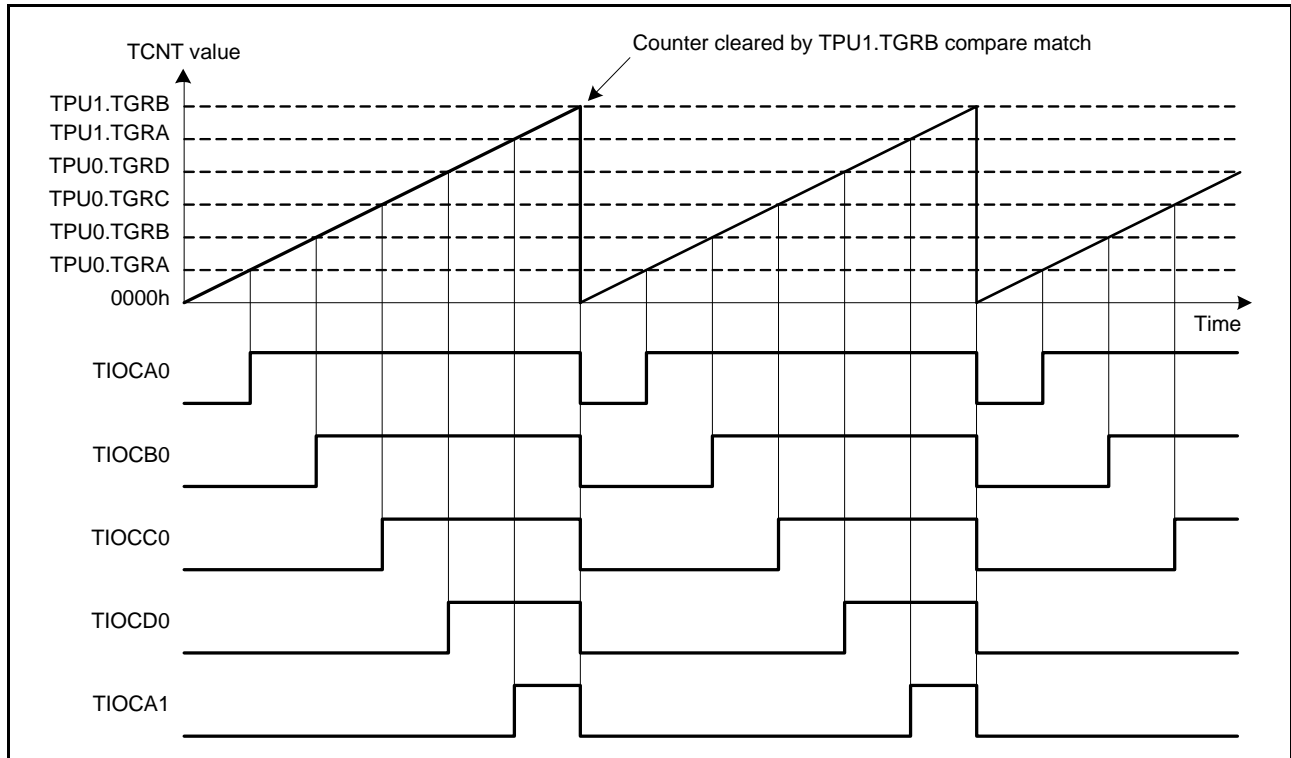 Counter cleared by TPU1.TGRB compare match
TCNT value
TPU1.TGRB
TPU1.TGRA
TPU0.TGRD
TPU0.TGRC
TPU0.TGRB
TPU0.TGRA
0000h
Time
TIOCA0
TIOCB0
TIOCC0
TIOCD0
TIOCA1